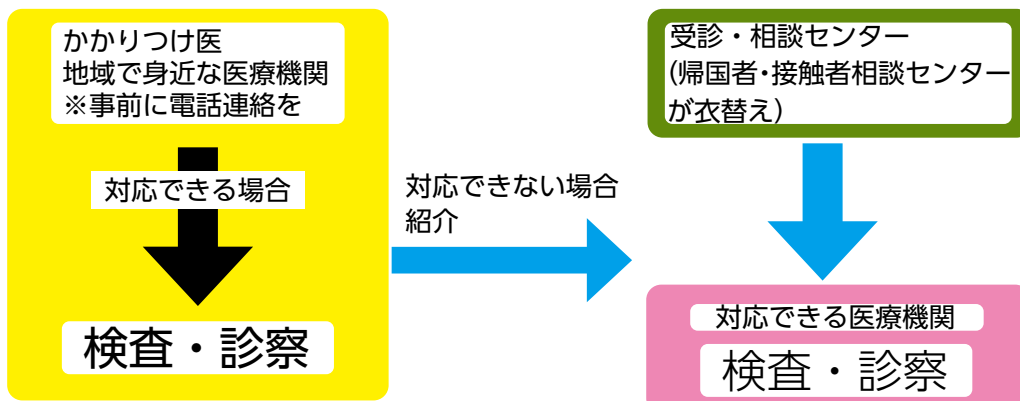 かかりつけ医
地域で身近な医療機関
※事前に電話連絡を
対応できる場合
検査・診察
対応できない場合
紹介
受診・相談センター
(帰国者・接触者相談センター
が衣替え)
対応できる医療機関
検査・診察